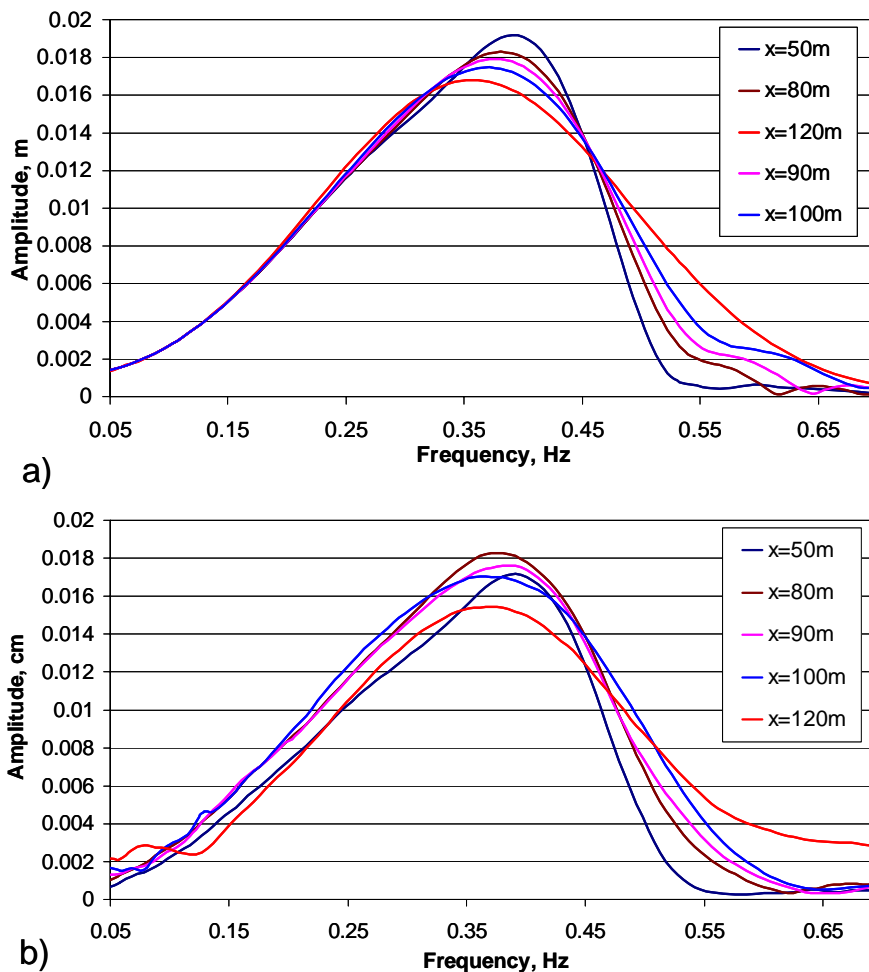 0.02
0.018
0.016
0.014
0.012
0.01
0.008
0.006
0.004
0.002
0
Amplitude, m
x=50m
x=80m
x=120m
x=90m
x=100m
0.05 0.15 0.25 0.35 0.45 0.55 0.65
Frequency, Hz
a)
0.02
0.018
0.016
0.014
0.012
0.01
0.008
0.006
0.004
0.002
0
Amplitude, cm
x=50m
x=80m
x=90m
x=100m
x=120m
0.05 0.15 0.25 0.35 0.45 0.55 0.65
Frequency, Hz
b)